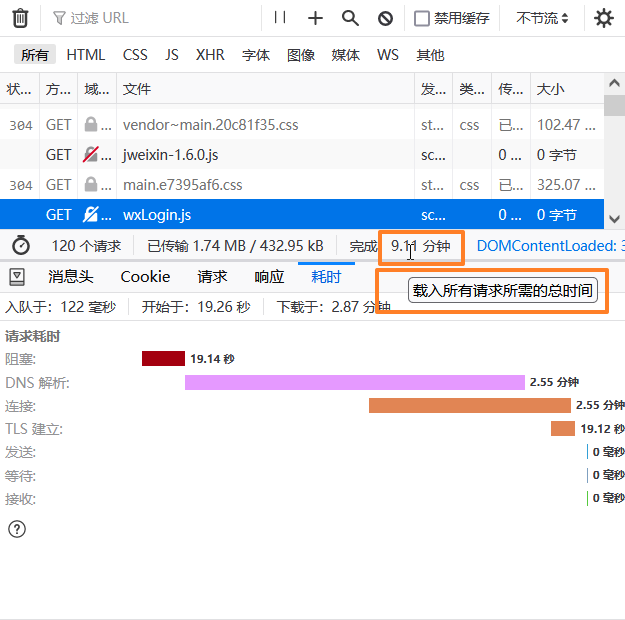 过滤 URL 禁用缓存 不节流
所有 HTML CSS JS XHR 字体 图像 媒体 WS 其他
状... 方... 域... 文件 发... 类... 传... 大小
304 GET ... vendor~main.20c81f35.css st... css 已... 102.47 ...
GET ... jweixin-1.6.0.js sc... 0 ... 0 字节
304 GET ... main.e7395af6.css st... css 已... 325.07 ...
GET ... wxLogin.js sc... 0 ... 0 字节
120 个请求 已传输 1.74 MB / 432.95 kB 完成: 9.11 分钟 DOMContentLoaded: 3
消息头 Cookie 请求 响应 耗时
载入所有请求所需的总时间
入队于: 122 毫秒 开始于: 19.26 秒 下载于: 2.87 分钟
请求耗时
阻塞: 19.14 秒
DNS 解析: 2.55 分钟
连接: 2.55 分钟
TLS 建立: 19.12 秒
发送: 0 毫秒
等待: 0 毫秒
接收: 0 毫秒